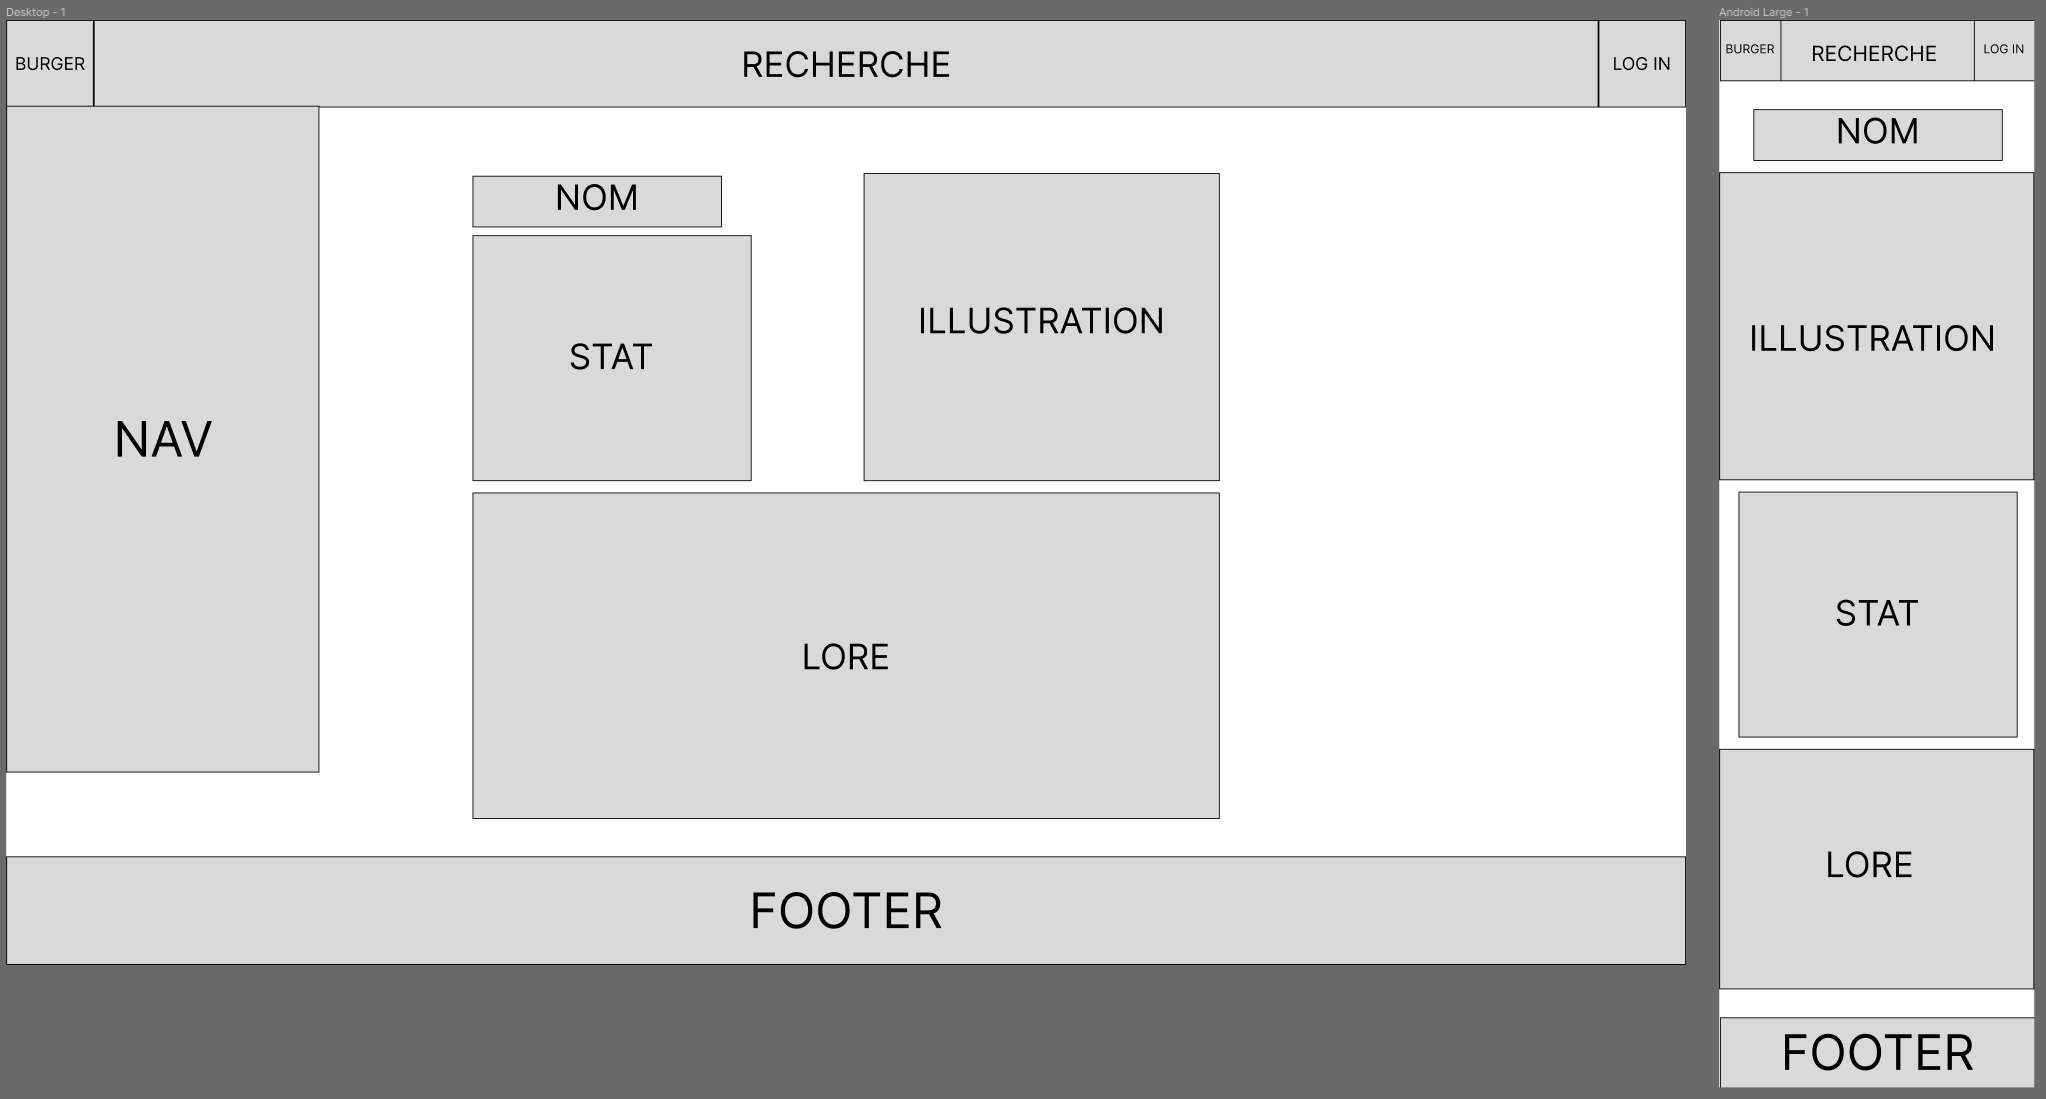 Desktop - 1
BURGER
RECHERCHE
LOG IN
NAV
NOM
STAT
ILLUSTRATION
LORE
FOOTER
Android Large - 1
BURGER
RECHERCHE
LOG IN
NOM
ILLUSTRATION
STAT
LORE
FOOTER